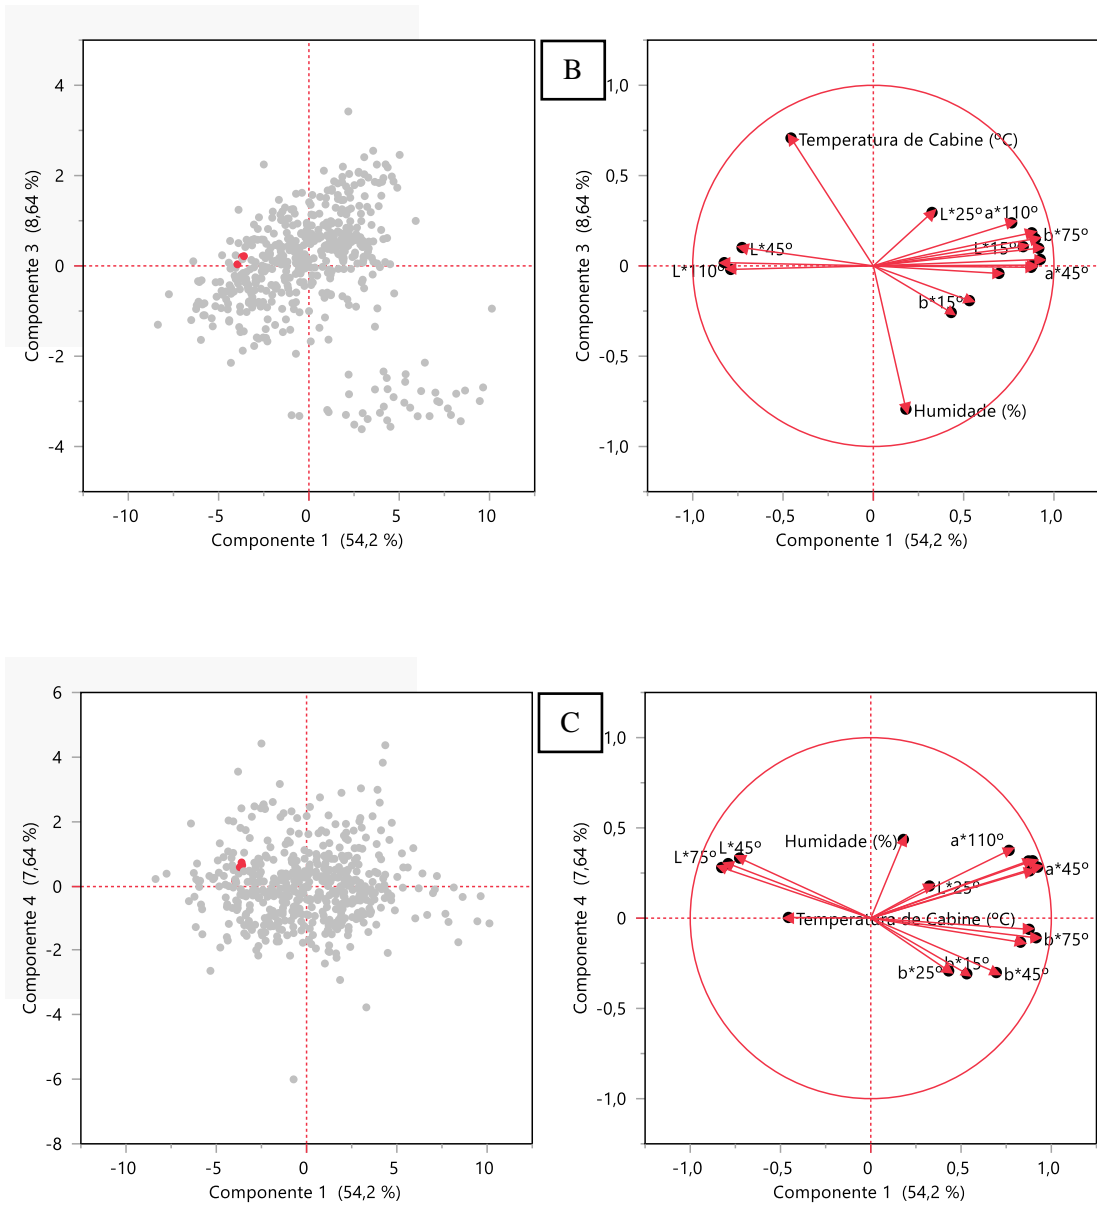 B
4
2
0
-2
-4
Componente 3 (8,64 %)
-10
-5
0
5
10
Componente 1 (54,2 %)
1,0
0,5
0
-0,5
-1,0
Componente 3 (8,64 %)
Temperatura de Cabine (ºC)
L*25º
a*110º
b*75º
L*45º
L*15º
L*110º
a*45º
b*15º
Humidade (%)
-1,0
-0,5
0
0,5
1,0
Componente 1 (54,2 %)
C
6
4
2
0
-2
-4
-6
-8
Componente 4 (7,64 %)
-10
-5
0
5
10
Componente 1 (54,2 %)
1,0
0,5
0
-0,5
-1,0
Componente 4 (7,64 %)
Humidade (%)
a*110º
L*45º
L*75º
a*45º
L*25º
Temperatura de Cabine (ºC)
b*75º
b*15º
b*25º
b*45º
-1,0
-0,5
0
0,5
1,0
Componente 1 (54,2 %)